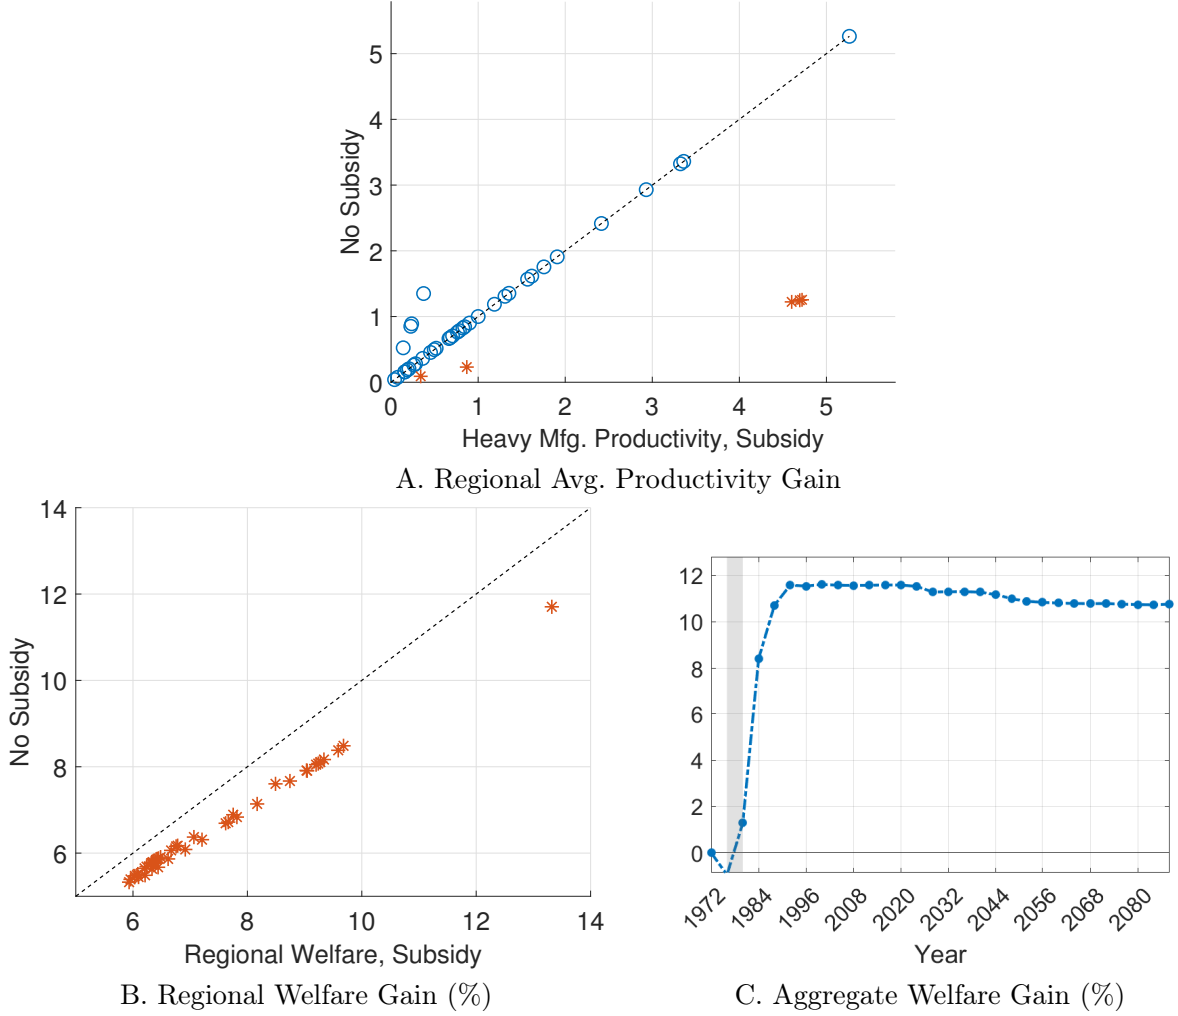 No Subsidy
5
4
3
2
1
0
0 1 2 3 4 5
Heavy Mfg. Productivity, Subsidy
A. Regional Avg. Productivity Gain
No Subsidy
14
12
10
8
6
6 8 10 12 14
Regional Welfare, Subsidy
B. Regional Welfare Gain (%)
12
10
8
6
4
2
0
1972 1984 1996 2008 2020 2032 2044 2056 2068 2080
Year
C. Aggregate Welfare Gain (%)